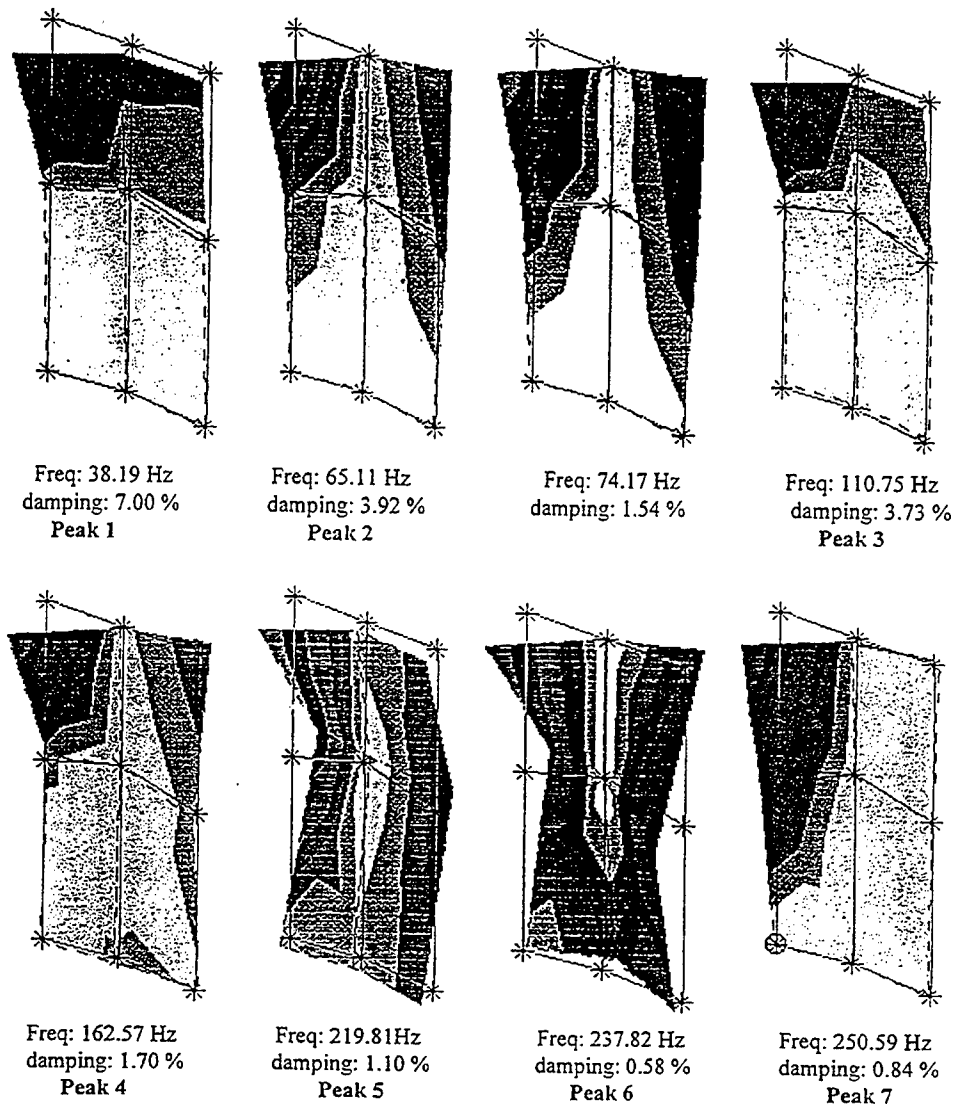 Freq: 38.19 Hz
damping: 7.00 %
Peak 1
Freq: 65.11 Hz
damping: 3.92 %
Peak 2
Freq: 74.17 Hz
damping: 1.54 %
Freq: 110.75 Hz
damping: 3.73 %
Peak 3
Freq: 162.57 Hz
damping: 1.70 %
Peak 4
Freq: 219.81Hz
damping: 1.10 %
Peak 5
Freq: 237.82 Hz
damping: 0.58 %
Peak 6
Freq: 250.59 Hz
damping: 0.84 %
Peak 7